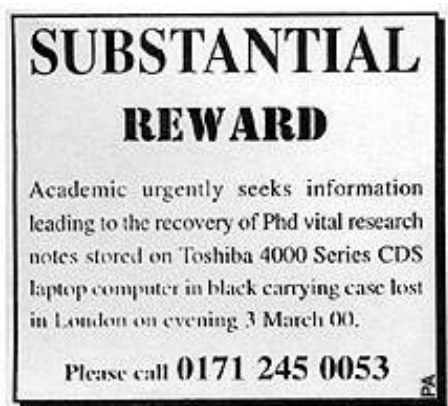 SUBSTANTIAL
REWARD
Academic urgently seeks information
leading to the recovery of Phd vital research
notes stored on Toshiba 4000 Series CDS
laptop computer in black carrying case lost
in London on evening 3 March 00.
Please call 0171 245 0053
PA